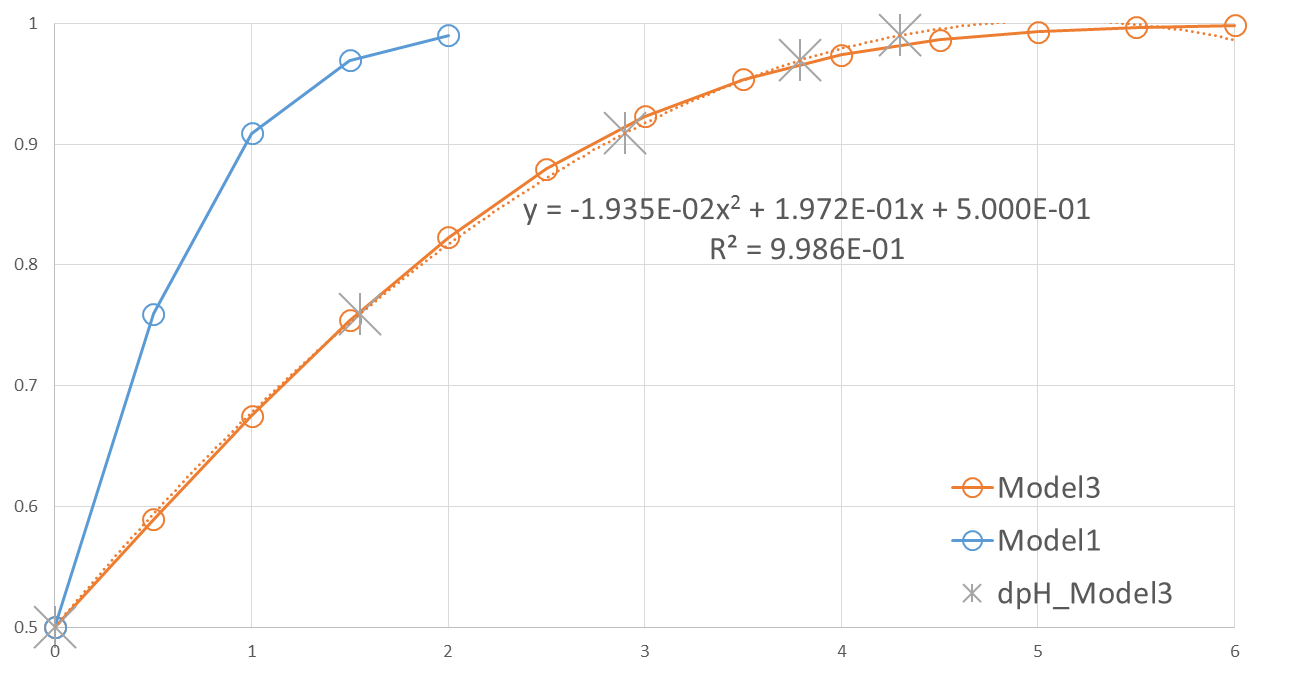 1
0.9
0.8
0.7
0.6
0.5
y = -1.935E-02x² + 1.972E-01x + 5.000E-01
R² = 9.986E-01
Model3
Model1
dpH_Model3
0 1 2 3 4 5 6